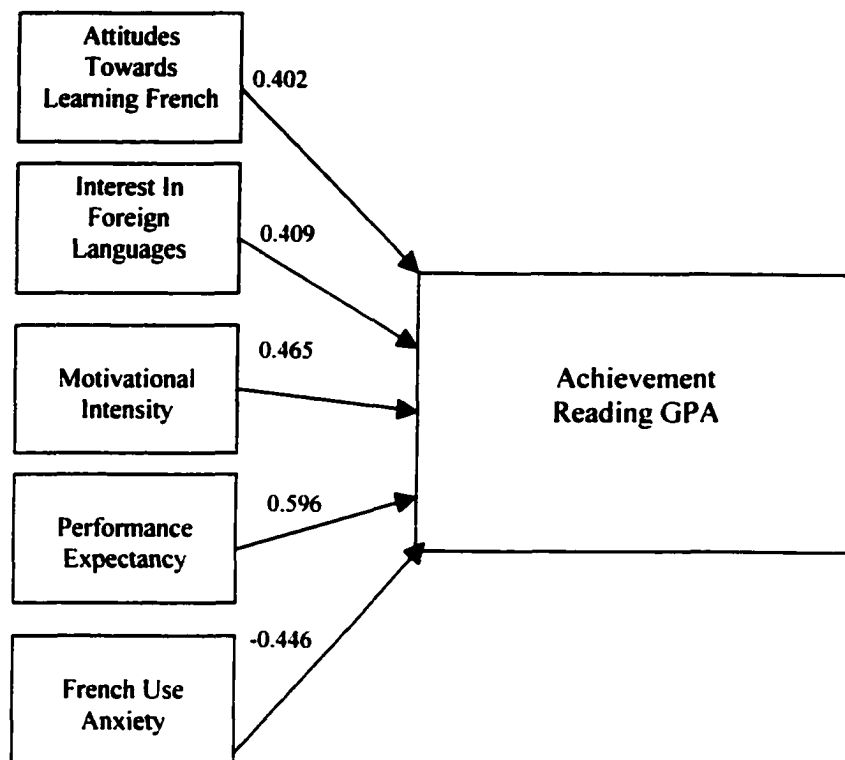 Attitudes
Towards
Learning French
0.402
Interest In
Foreign
Languages
0.409
Motivational
Intensity
0.465
Performance
Expectancy
0.596
French Use
Anxiety
-0.446
Achievement
Reading GPA